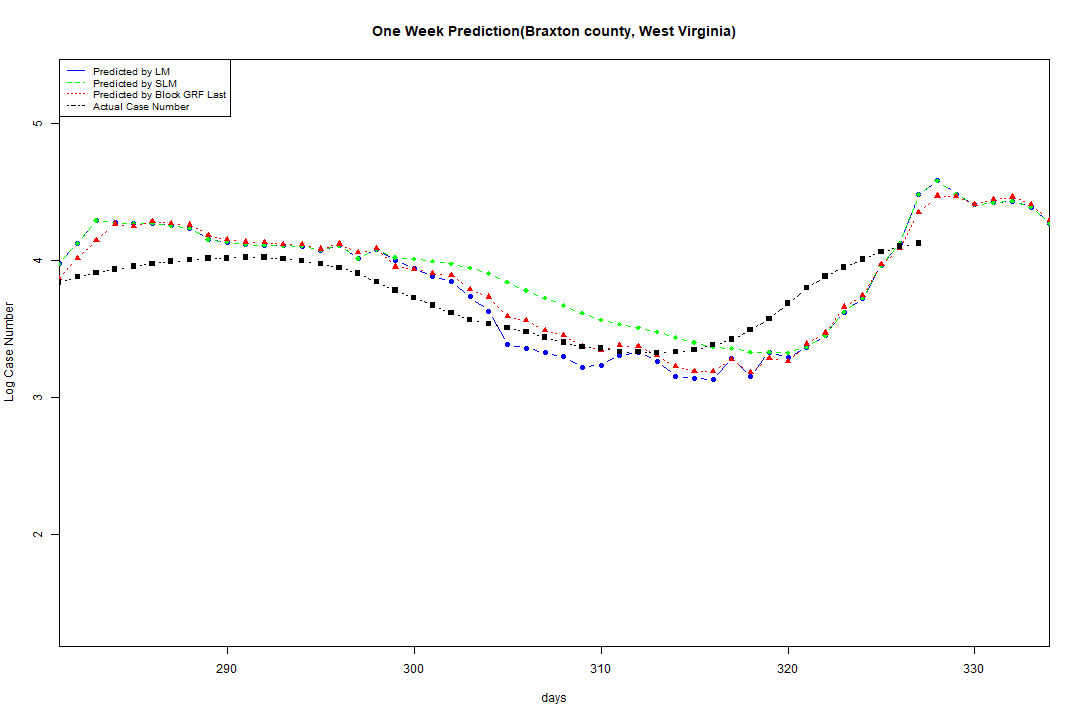 One Week Prediction(Braxton county, West Virginia)
Predicted by LM
Predicted by SLM
Predicted by Block GRF Last
Actual Case Number
5
4
3
2
Log Case Number
290 300 310 320 330
days